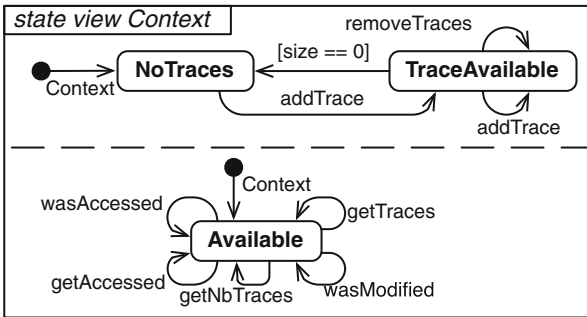 state view Context
removeTraces
[size == 0]
NoTraces
TraceAvailable
Context
addTrace
addTrace
Context
wasAccessed
getTraces
Available
getAccessed
getNbTraces
wasModified